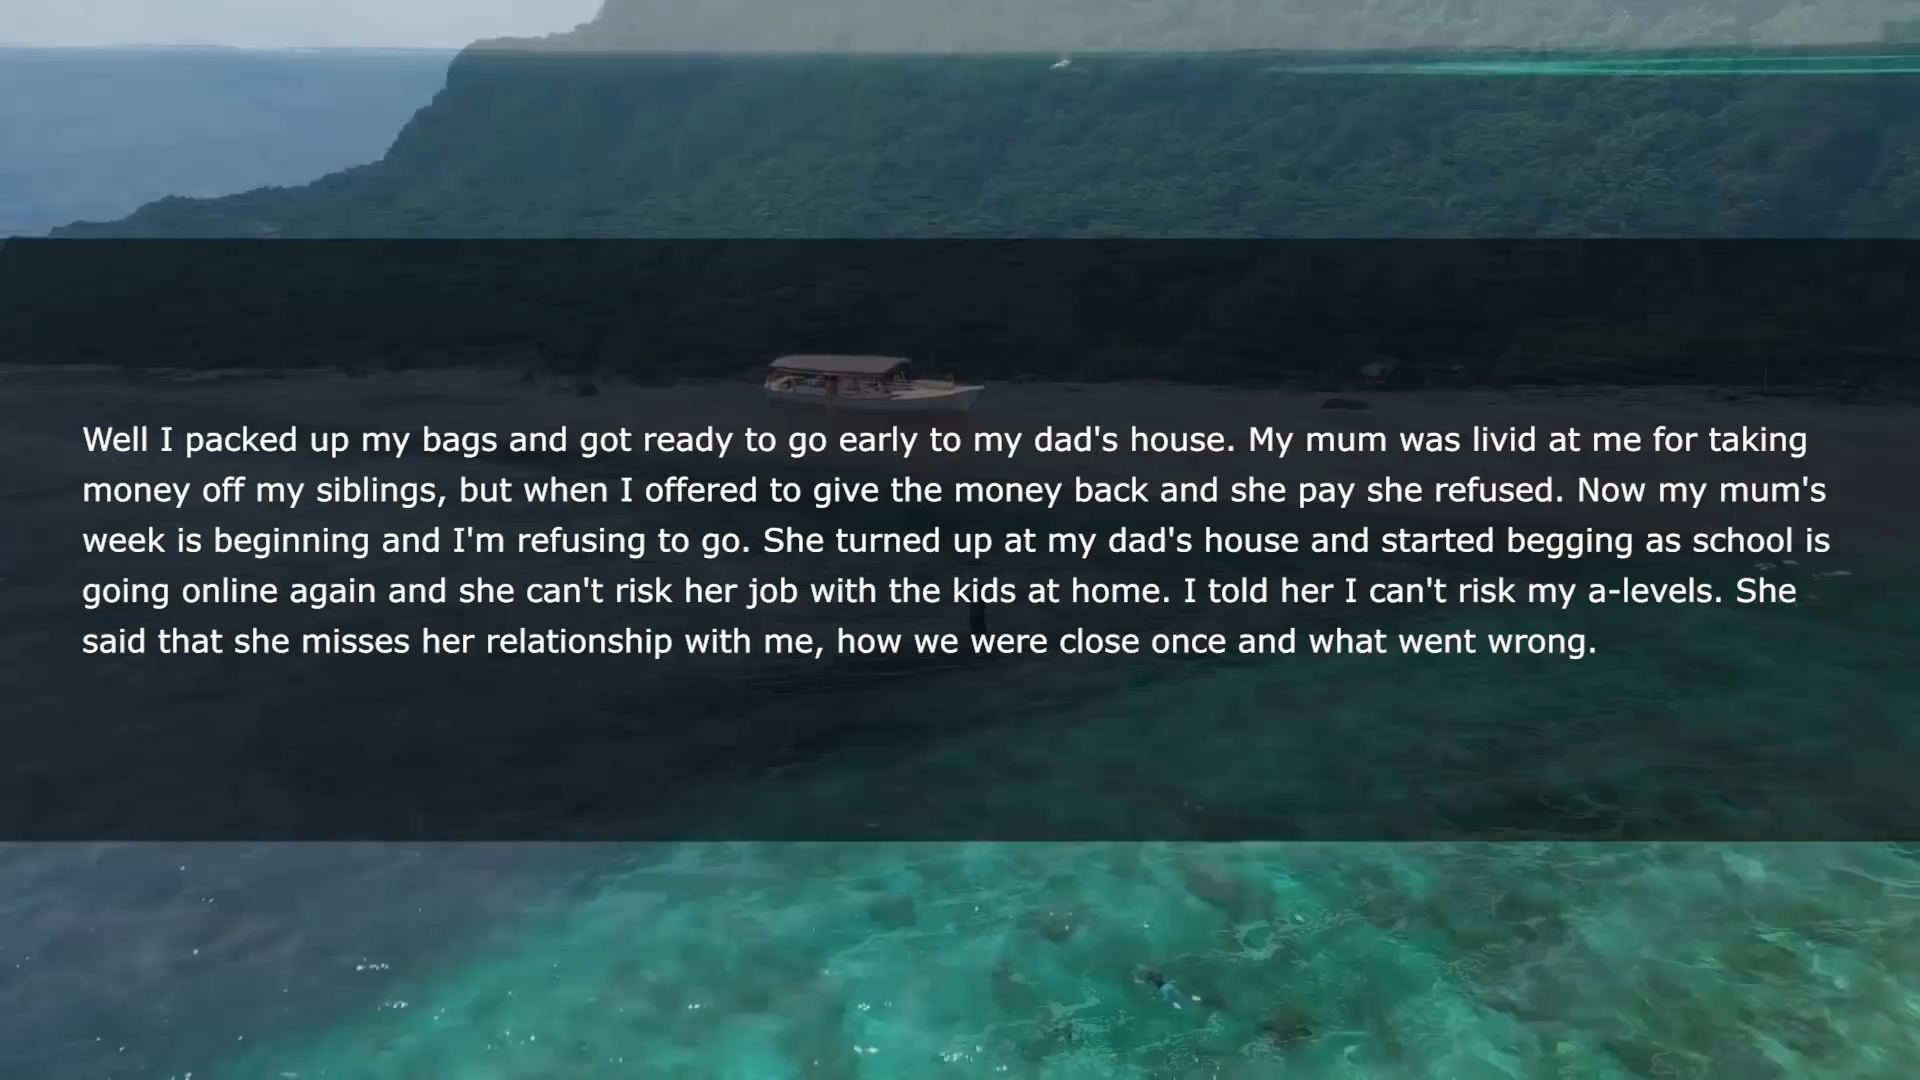 Well I packed up my bags and got ready to go early to my dad's house. My mum was livid at me for taking
money off my siblings, but when I offered to give the money back and she pay she refused. Now my mum's
week is beginning and I'm refusing to go. She turned up at my dad's house and started begging as school is
going online again and she can't risk her job with the kids at home. I told her I can't risk my a-levels. She
said that she misses her relationship with me, how we were close once and what went wrong.